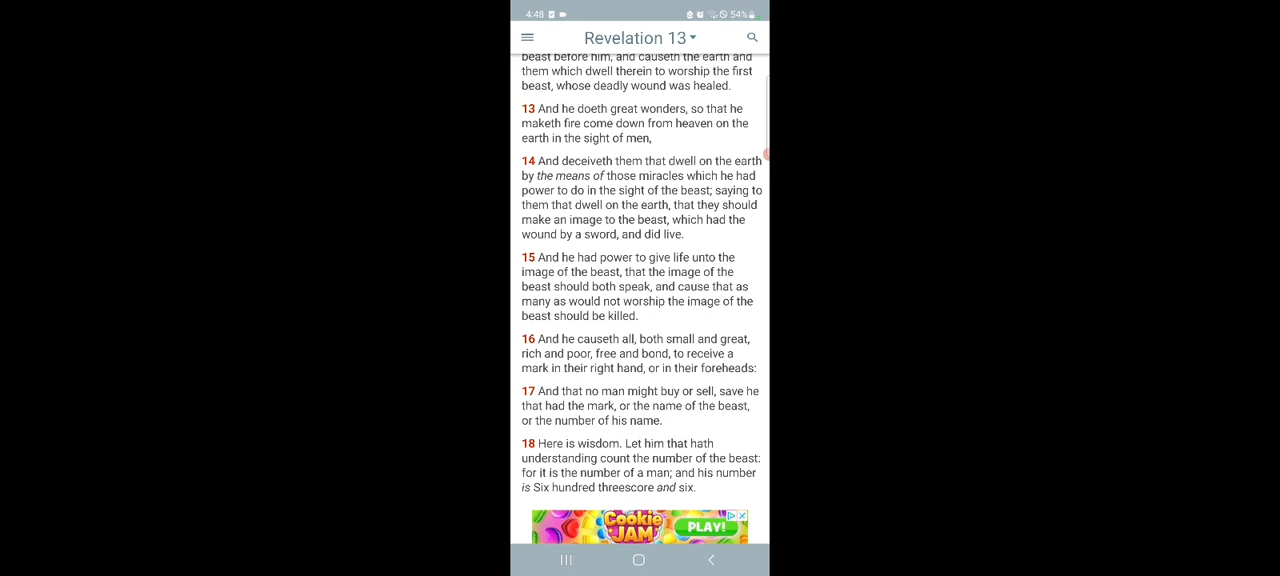 4:48
54%
Revelation 13
beast before him, and causeth the earth and
them which dwell therein to worship the first
beast, whose deadly wound was healed.
13 And he doeth great wonders, so that he
maketh fire come down from heaven on the
earth in the sight of men,
14 And deceiveth them that dwell on the earth
by the means of those miracles which he had
power to do in the sight of the beast; saying to
them that dwell on the earth, that they should
make an image to the beast, which had the
wound by a sword, and did live.
15 And he had power to give life unto the
image of the beast, that the image of the
beast should both speak, and cause that as
many as would not worship the image of the
beast should be killed.
16 And he causeth all, both small and great,
rich and poor, free and bond, to receive a
mark in their right hand, or in their foreheads:
17 And that no man might buy or sell, save he
that had the mark, or the name of the beast,
or the number of his name.
18 Here is wisdom. Let him that hath
understanding count the number of the beast:
for it is the number of a man; and his number
is Six hundred threescore and six.
Cookie
JAM
PLAY!